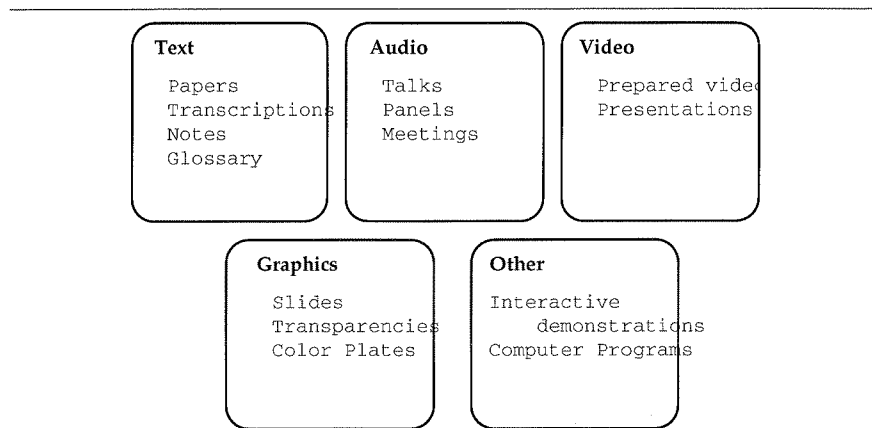 Text
Papers
Transcriptions
Notes
Glossary
Audio
Talks
Panels
Meetings
Video
Prepared video
Presentations
Graphics
Slides
Transparencies
Color Plates
Other
Interactive
demonstrations
Computer Programs